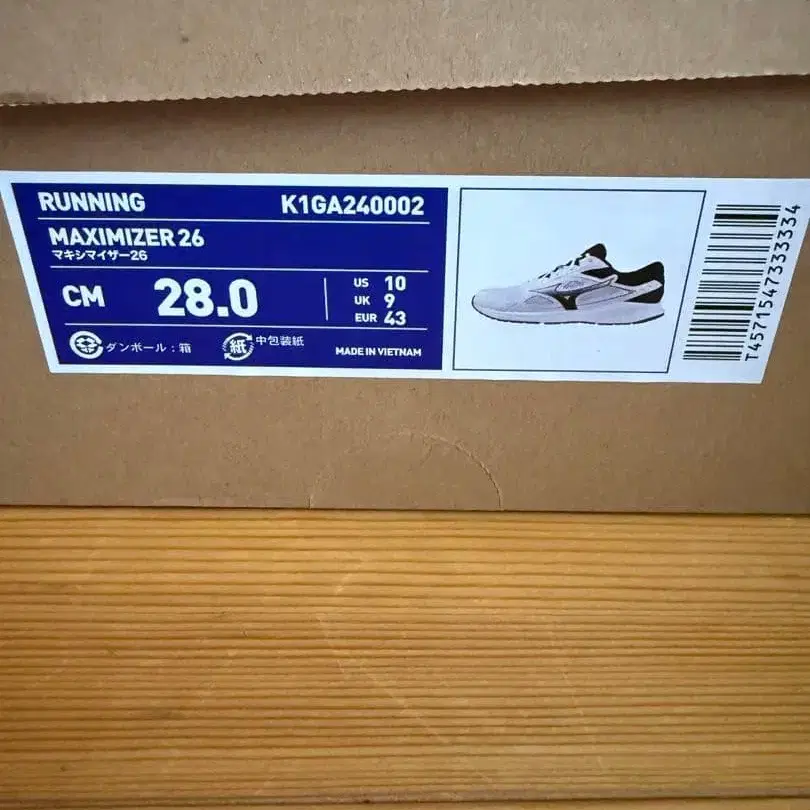 RUNNING K1GA240002
MAXIMIZER 26
マキシマイザー26
CM 28.0
US 10
UK 9
EUR 43
ダンボール：箱
紙 中包装紙
MADE IN VIETNAM
T4571547333334